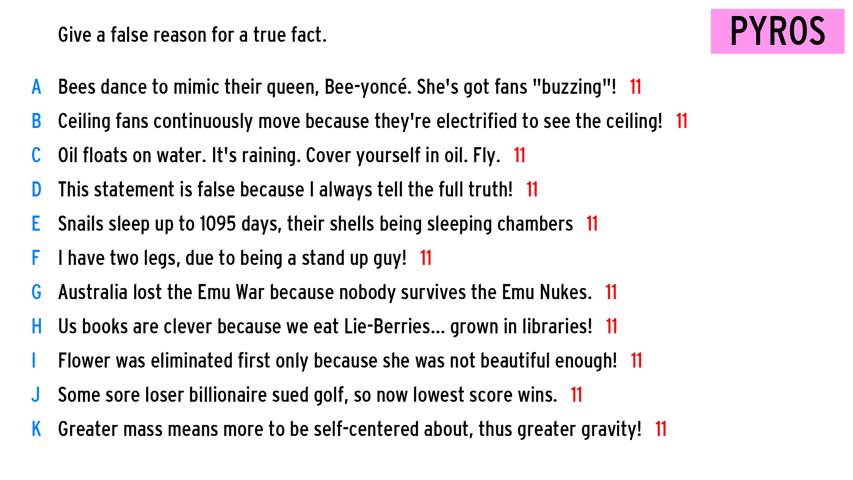 Give a false reason for a true fact.
PYROS
A Bees dance to mimic their queen, Bee-yoncé. She's got fans "buzzing"! 11
B Ceiling fans continuously move because they're electrified to see the ceiling! 11
C Oil floats on water. It's raining. Cover yourself in oil. Fly. 11
D This statement is false because I always tell the full truth! 11
E Snails sleep up to 1095 days, their shells being sleeping chambers 11
F I have two legs, due to being a stand up guy! 11
G Australia lost the Emu War because nobody survives the Emu Nukes. 11
H Us books are clever because we eat Lie-Berries... grown in libraries! 11
I Flower was eliminated first only because she was not beautiful enough! 11
J Some sore loser billionaire sued golf, so now lowest score wins. 11
K Greater mass means more to be self-centered about, thus greater gravity! 11